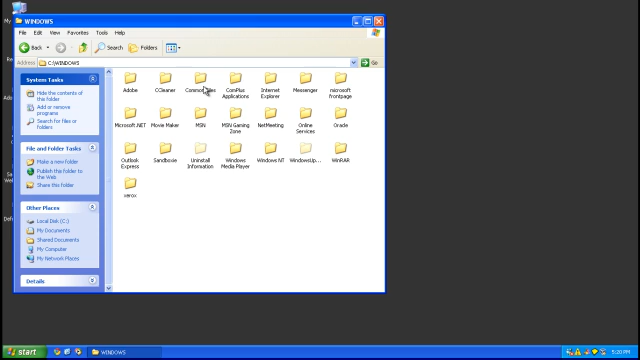 My
WINDOWS
File Edit View Favorites Tools Help
Back Search Folders
Address C:\WINDOWS Go
System Tasks
Hide the contents of
this folder
Add or remove
programs
Search for files or
folders
File and Folder Tasks
Make a new folder
Publish this folder to
the Web
Share this folder
Other Places
Local Disk (C:)
My Documents
Shared Documents
My Computer
My Network Places
Details
Adobe CCleaner ComPlus Applications Internet Explorer Messenger microsoft frontpage
Microsoft.NET Movie Maker MSN MSN Gaming Zone NetMeeting Online Services Oracle
Outlook Express Sandboxie Uninstall Information Windows Media Player Windows NT WindowsUp... WinRAR
xerox
start WINDOWS 5:20 PM